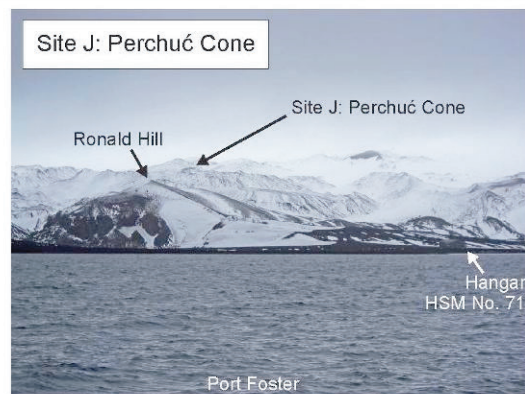 Site J: Perchuć Cone
Site J: Perchuć Cone
Ronald Hill
Hangar
HSM No. 71
Port Foster